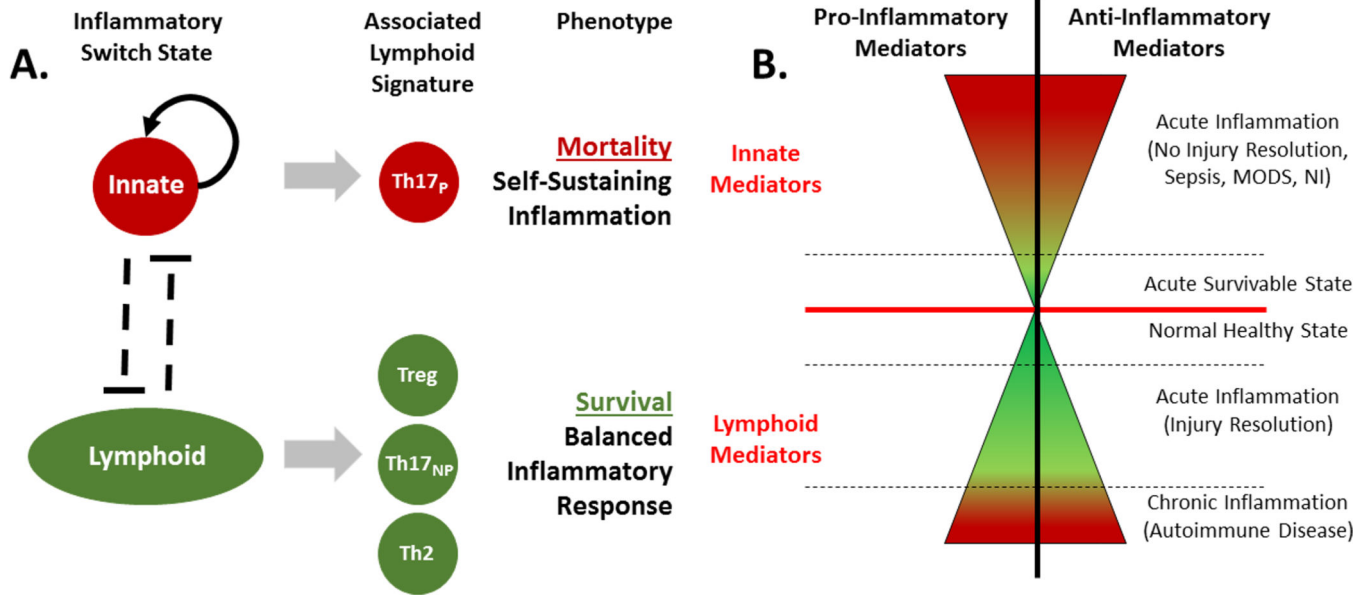 A.
Inflammatory
Switch State
Associated
Lymphoid
Signature
Phenotype
Innate
Th17P
Mortality
Self-Sustaining
Inflammation
Lymphoid
Treg
Th17NP
Th2
Survival
Balanced
Inflammatory
Response
B.
Pro-Inflammatory
Mediators
Anti-Inflammatory
Mediators
Innate
Mediators
Acute Inflammation
(No Injury Resolution,
Sepsis, MODS, NI)
Acute Survivable State
Normal Healthy State
Lymphoid
Mediators
Acute Inflammation
(Injury Resolution)
Chronic Inflammation
(Autoimmune Disease)